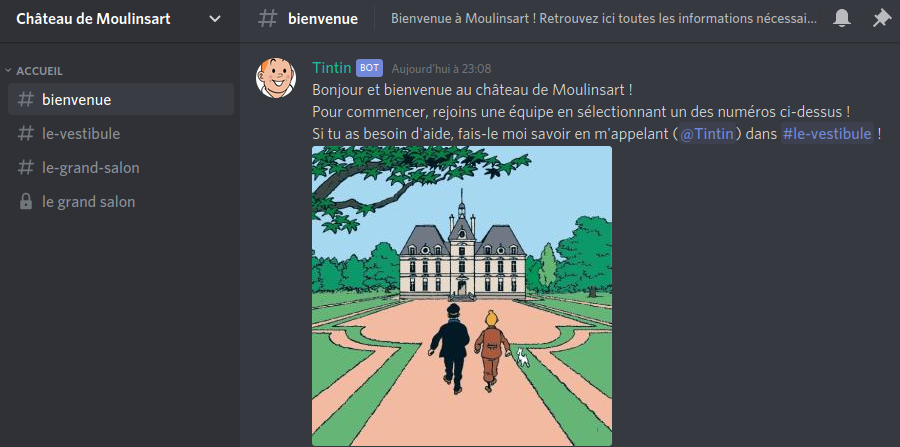 Château de Moulinsart
ACCUEIL
# bienvenue
# le-vestibule
# le-grand-salon
le grand salon
# bienvenue
Bienvenue à Moulinsart ! Retrouvez ici toutes les informations nécessai...
Tintin BOT Aujourd'hui à 23:08
Bonjour et bienvenue au château de Moulinsart !
Pour commencer, rejoins une équipe en sélectionnant un des numéros ci-dessus !
Si tu as besoin d'aide, fais-le moi savoir en m'appelant (@Tintin) dans #le-vestibule !